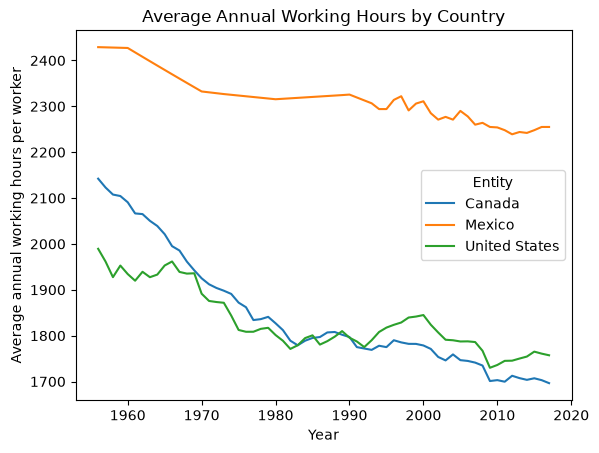 Average Annual Working Hours by Country
Average annual working hours per worker
2400
2300
2200
2100
2000
1900
1800
1700
Entity
Canada
Mexico
United States
1960
1970
1980
1990
2000
2010
2020
Year